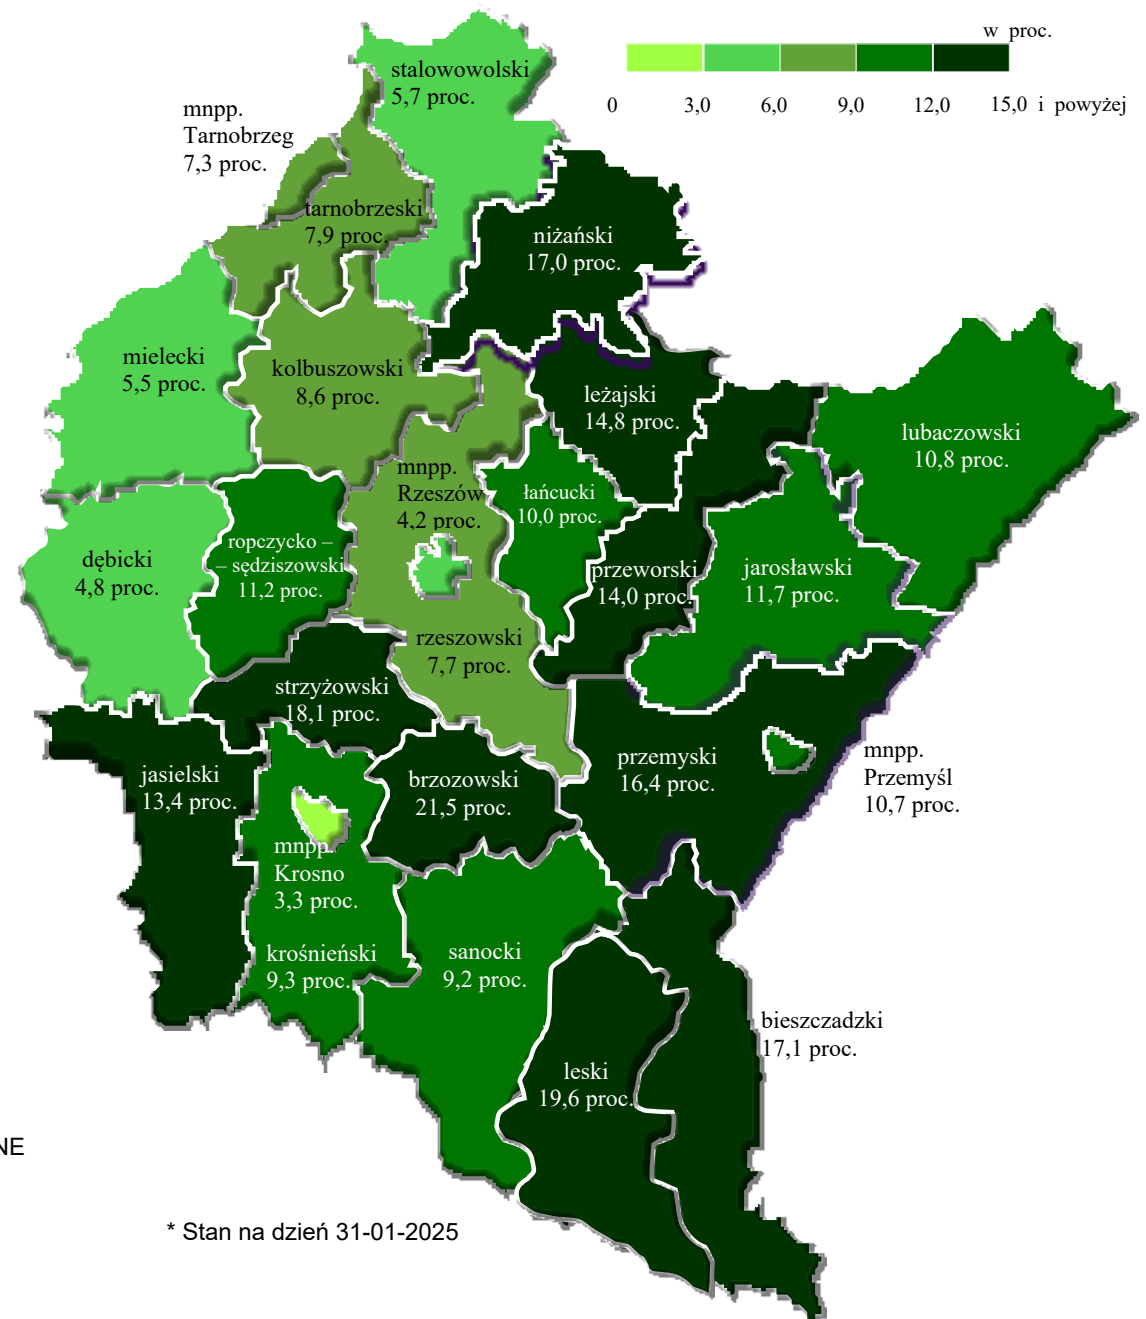 w proc.
0 3,0 6,0 9,0 12,0 15,0 i powyżej
stalowowolski
5,7 proc.
mnpp.
Tarnobrzeg
7,3 proc.
tarnobrzeski
7,9 proc.
niżański
17,0 proc.
mielecki
5,5 proc.
kolbuszowski
8,6 proc.
leżajski
14,8 proc.
lubaczowski
10,8 proc.
mnpp.
Rzeszów
4,2 proc.
łańcucki
10,0 proc.
dębicki
4,8 proc.
ropczycko –
– sędziszowski
11,2 proc.
przeworski
14,0 proc.
jarosławski
11,7 proc.
rzeszowski
7,7 proc.
strzyżowski
18,1 proc.
jasielski
13,4 proc.
brzozowski
21,5 proc.
przemyski
16,4 proc.
mnpp.
Przemyśl
10,7 proc.
mnpp.
Krosno
3,3 proc.
krośnieński
9,3 proc.
sanocki
9,2 proc.
bieszczadzki
17,1 proc.
leski
19,6 proc.
NE
* Stan na dzień 31-01-2025